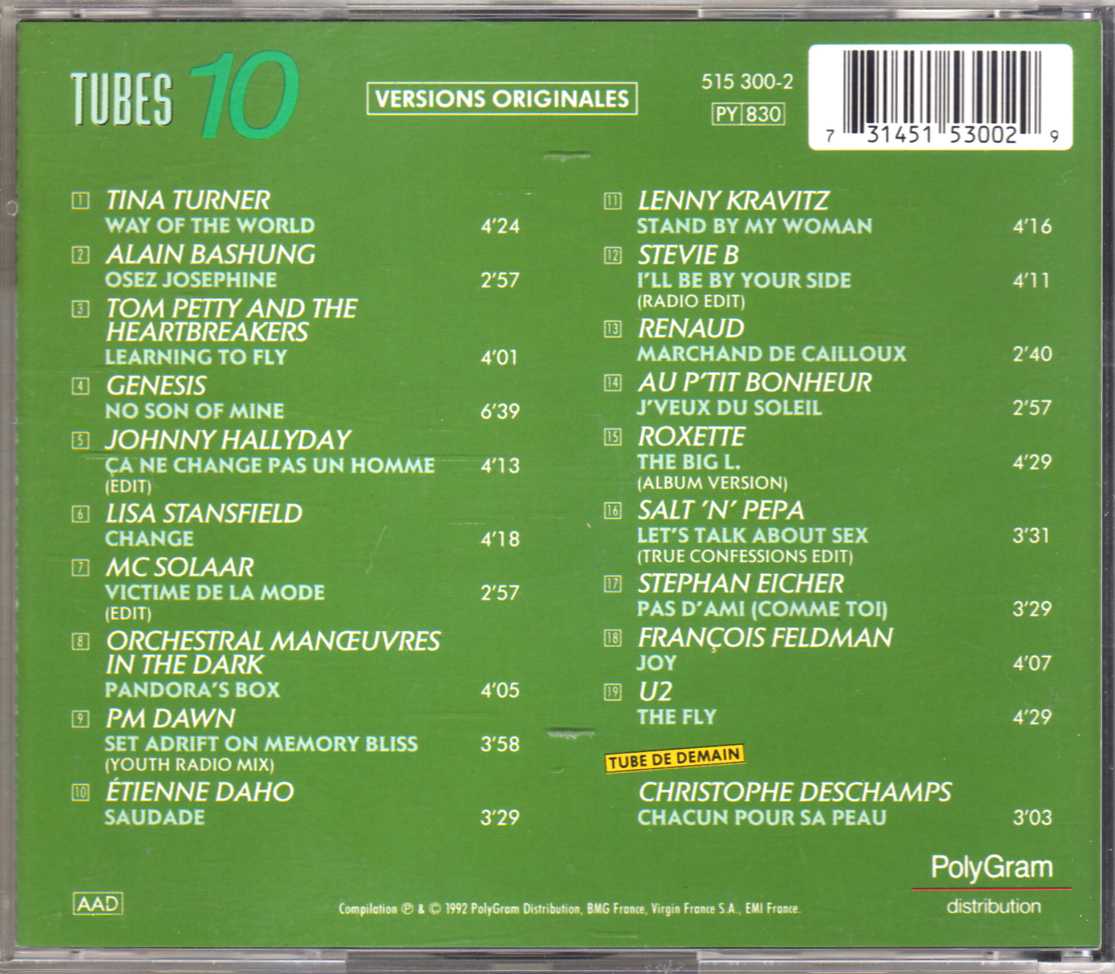 TUBES 10
VERSIONS ORIGINALES
515 300-2
PY 830
7 31451 53002 9
1 TINA TURNER
WAY OF THE WORLD 4'24
2 ALAIN BASHUNG
OSEZ JOSEPHINE 2'57
3 TOM PETTY AND THE
HEARTBREAKERS
LEARNING TO FLY 4'01
4 GENESIS
NO SON OF MINE 6'39
5 JOHNNY HALLYDAY
ÇA NE CHANGE PAS UN HOMME 4'13
(EDIT)
6 LISA STANSFIELD
CHANGE 4'18
7 MC SOLAAR
VICTIME DE LA MODE 2'57
(EDIT)
8 ORCHESTRAL MANŒUVRES
IN THE DARK
PANDORA'S BOX 4'05
9 PM DAWN
SET ADRIFT ON MEMORY BLISS 3'58
(YOUTH RADIO MIX)
10 ÉTIENNE DAHO
SAUDADE 3'29
11 LENNY KRAVITZ
STAND BY MY WOMAN 4'16
12 STEVIE B
I'LL BE BY YOUR SIDE 4'11
(RADIO EDIT)
13 RENAUD
MARCHAND DE CAILLOUX 2'40
14 AU P'TIT BONHEUR
J'VEUX DU SOLEIL 2'57
15 ROXETTE
THE BIG L. 4'29
(ALBUM VERSION)
16 SALT 'N' PEPA
LET'S TALK ABOUT SEX 3'31
(TRUE CONFESSIONS EDIT)
17 STEPHAN EICHER
PAS D'AMI (COMME TOI) 3'29
18 FRANÇOIS FELDMAN
JOY 4'07
19 U2
THE FLY 4'29
TUBE DE DEMAIN
CHRISTOPHE DESCHAMPS
CHACUN POUR SA PEAU 3'03
PolyGram
distribution
AAD
Compilation ℗ & © 1992 PolyGram Distribution, BMG France, Virgin France S.A., EMI France.